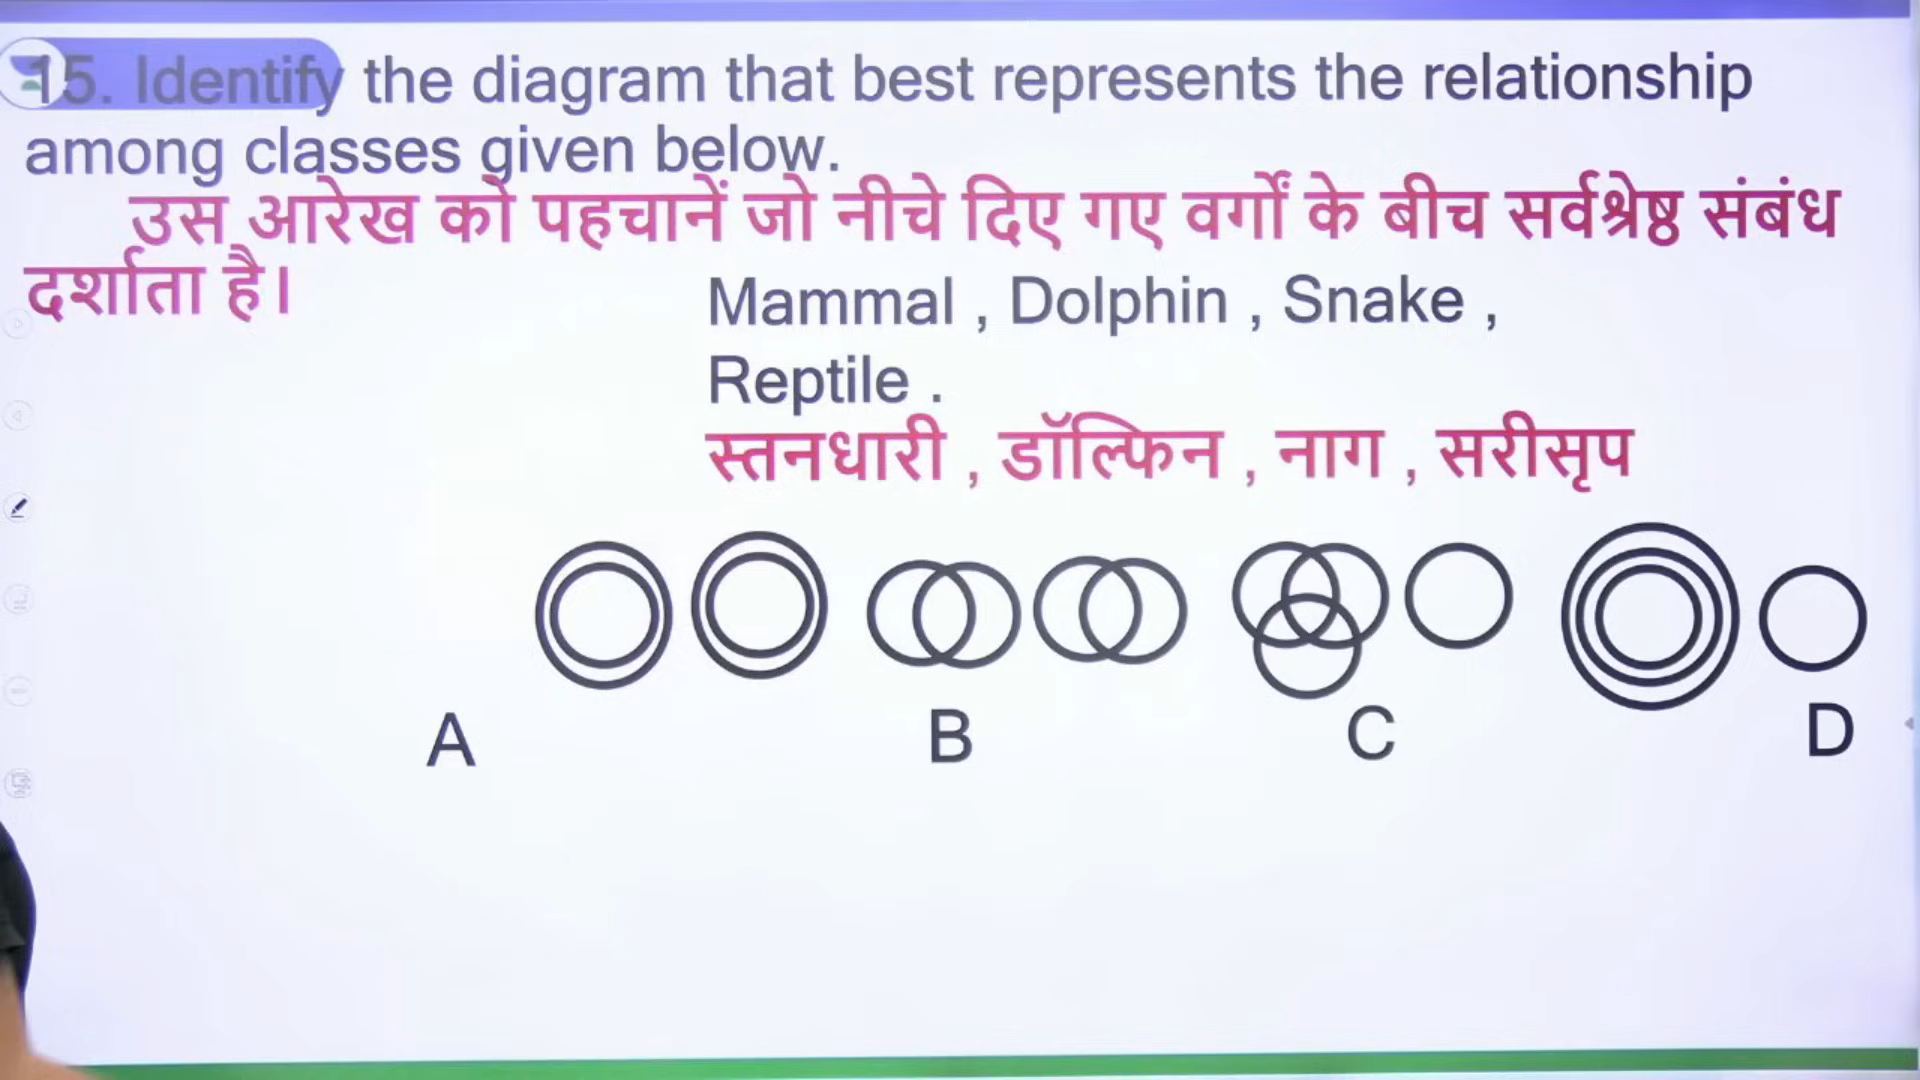 15. Identify the diagram that best represents the relationship
among classes given below.
उस आरेख को पहचानें जो नीचे दिए गए वर्गों के बीच सर्वश्रेष्ठ संबंध
दर्शाता है।
Mammal , Dolphin , Snake ,
Reptile .
स्तनधारी , डॉल्फिन , नाग , सरीसृप
A B C D